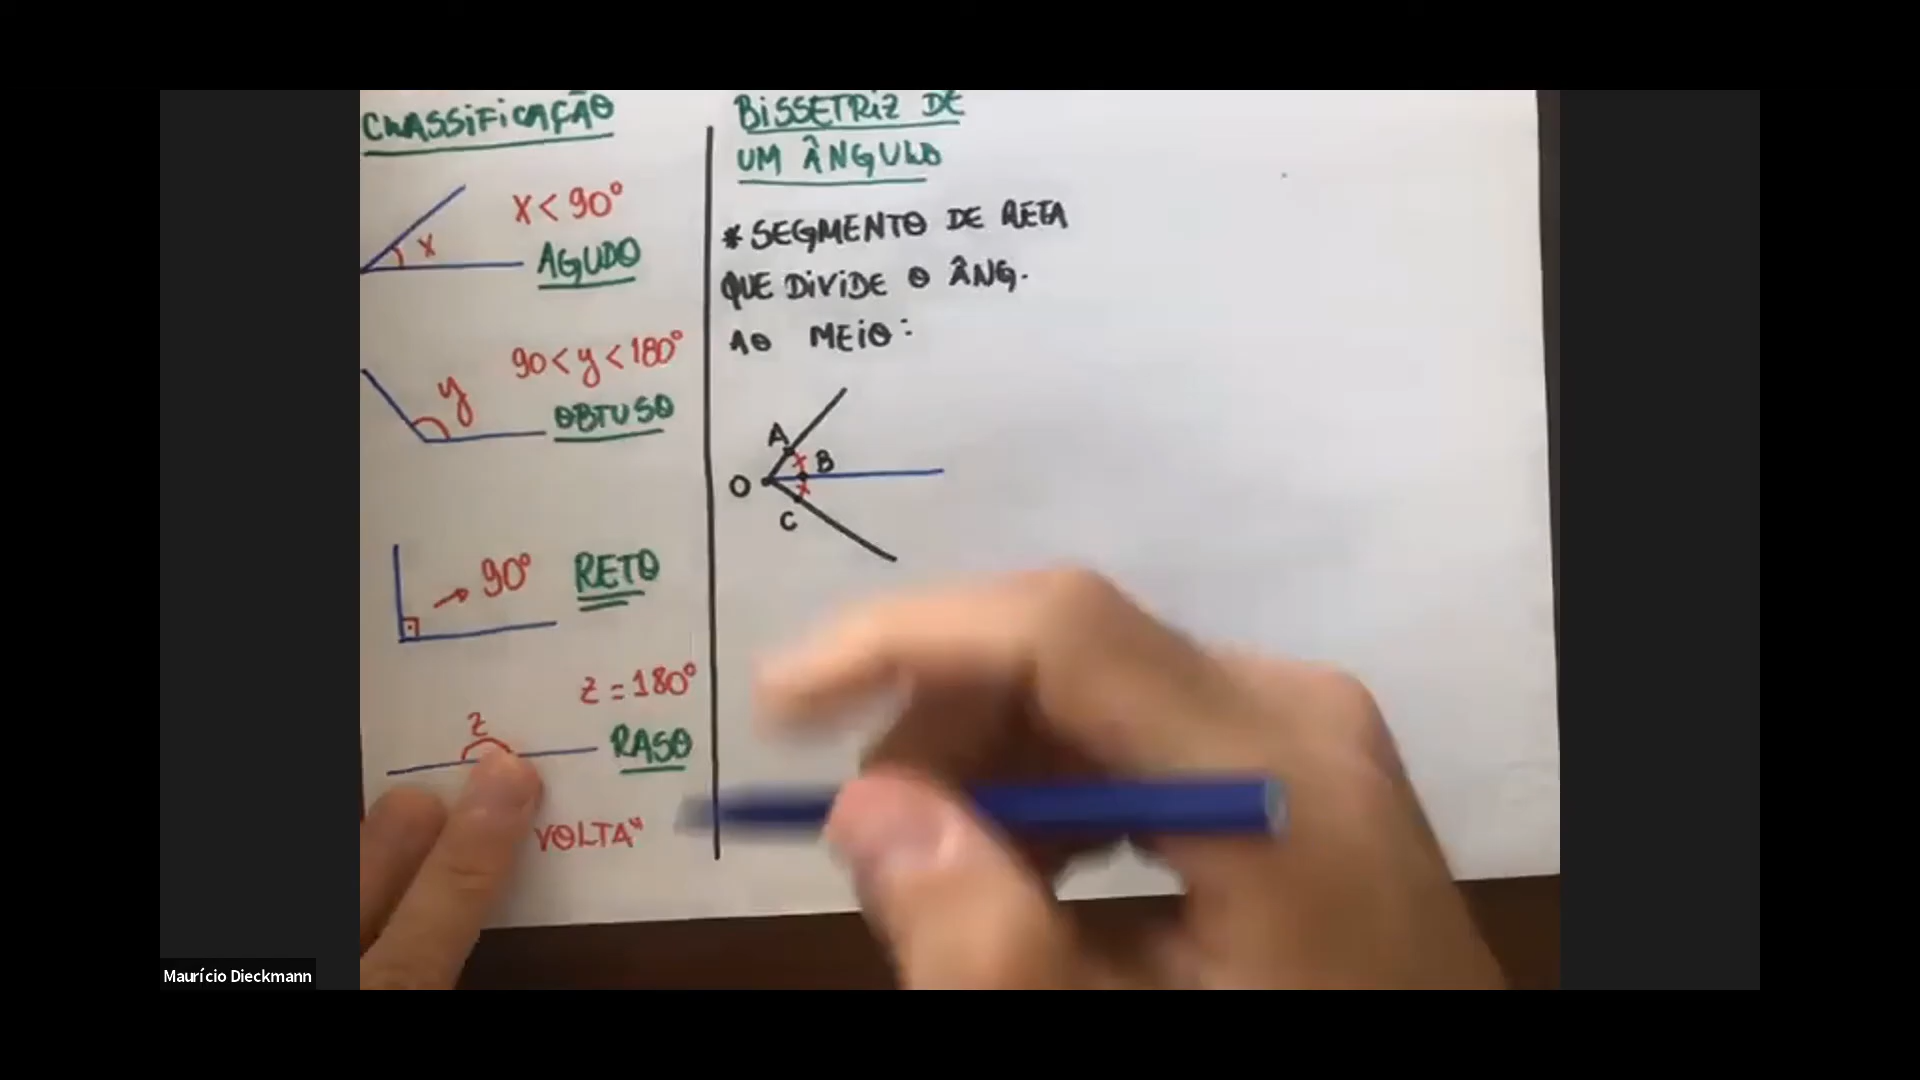 CLASSIFICAÇÃO
x < 90°
x
AGUDO
90 < y < 180°
y
OBTUSO
90°
RETO
z = 180°
z
RASO
VOLTA"
BISSETRIZ DE
UM ÂNGULO
* SEGMENTO DE RETA
QUE DIVIDE O ÂNG.
AO MEIO:
A
x
B
O
x
C
Maurício Dieckmann